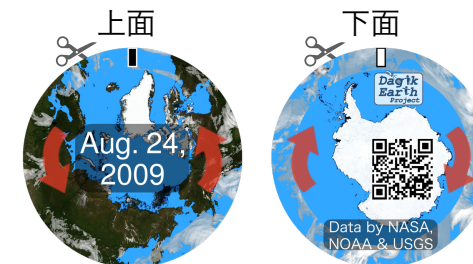 上面
下面
Aug. 24,
2009
Dagik
Earth
Project
Data by NASA,
NOAA & USGS